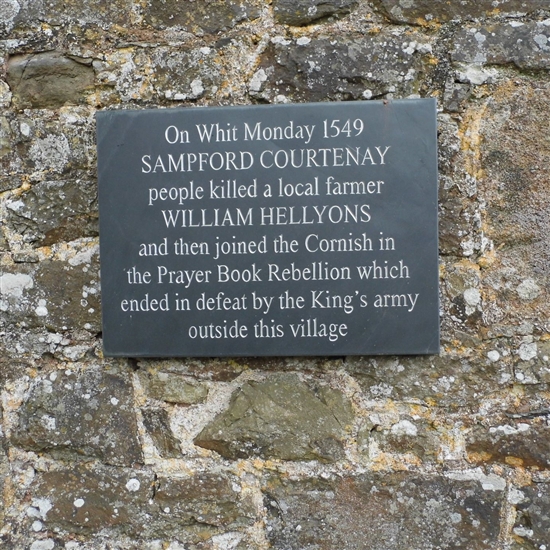 On Whit Monday 1549
SAMPFORD COURTENAY
people killed a local farmer
WILLIAM HELLYONS
and then joined the Cornish in
the Prayer Book Rebellion which
ended in defeat by the King's army
outside this village